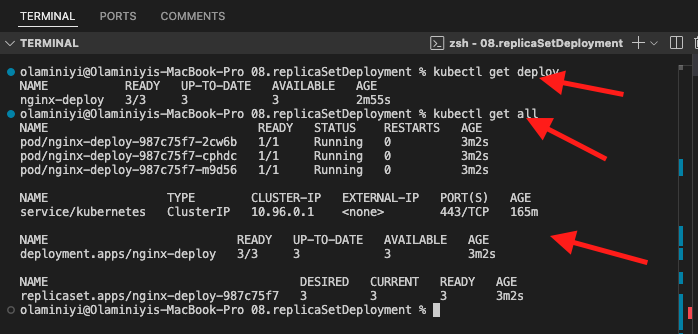 TERMINAL PORTS COMMENTS
TERMINAL zsh - 08.replicaSetDeployment
olaminiyi@Olaminiyis-MacBook-Pro 08.replicaSetDeployment % kubectl get deploy
NAME READY UP-TO-DATE AVAILABLE AGE
nginx-deploy 3/3 3 3 2m55s
olaminiyi@Olaminiyis-MacBook-Pro 08.replicaSetDeployment % kubectl get all
NAME READY STATUS RESTARTS AGE
pod/nginx-deploy-987c75f7-2cw6b 1/1 Running 0 3m2s
pod/nginx-deploy-987c75f7-cphdc 1/1 Running 0 3m2s
pod/nginx-deploy-987c75f7-m9d56 1/1 Running 0 3m2s
NAME TYPE CLUSTER-IP EXTERNAL-IP PORT(S) AGE
service/kubernetes ClusterIP 10.96.0.1 <none> 443/TCP 165m
NAME READY UP-TO-DATE AVAILABLE AGE
deployment.apps/nginx-deploy 3/3 3 3 3m2s
NAME DESIRED CURRENT READY AGE
replicaset.apps/nginx-deploy-987c75f7 3 3 3 3m2s
olaminiyi@Olaminiyis-MacBook-Pro 08.replicaSetDeployment %